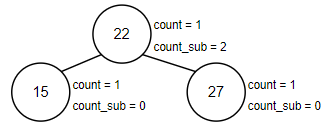 22
count = 1
count_sub = 2
15
count = 1
count_sub = 0
27
count = 1
count_sub = 0